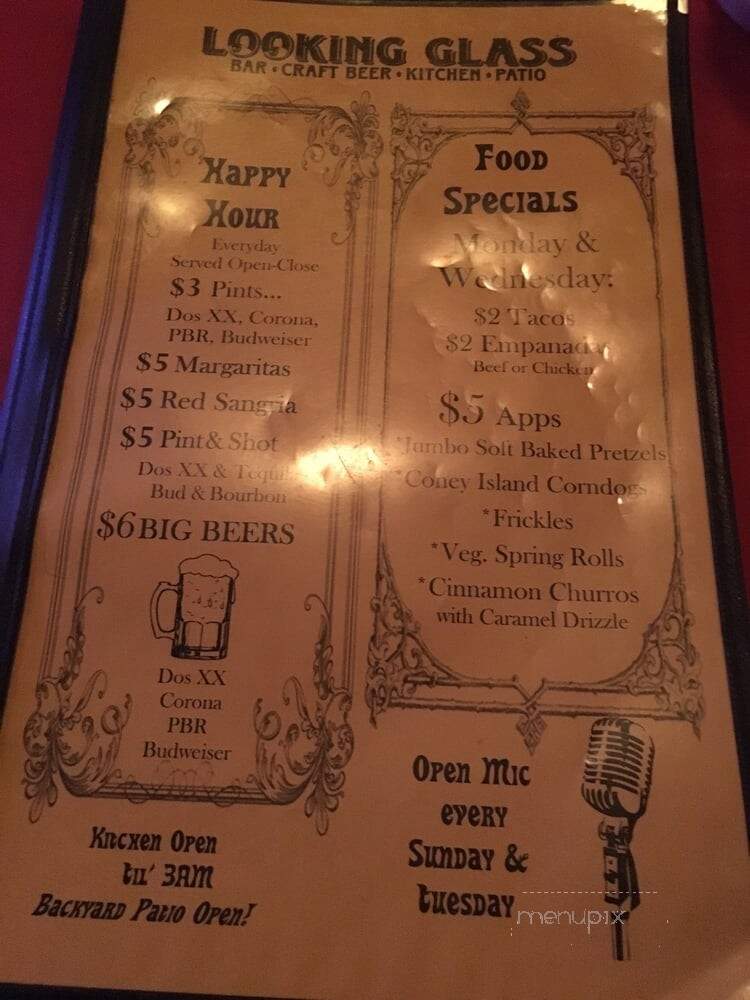 LOOKING GLASS
BAR • CRAFT BEER • KITCHEN • PATIO
Happy
Hour
Everyday
Served Open-Close
$3 Pints...
Dos XX, Corona,
PBR, Budweiser
$5 Margaritas
$5 Red Sangria
$5 Pint & Shot
Dos XX & Tequila
Bud & Bourbon
$6 BIG BEERS
Dos XX
Corona
PBR
Budweiser
Kitchen Open
til' 3AM
Backyard Patio Open!
Food
Specials
Monday &
Wednesday:
$2 Tacos
$2 Empanadas
Beef or Chicken
$5 Apps
*Jumbo Soft Baked Pretzels
*Coney Island Corndogs
*Frickles
*Veg. Spring Rolls
*Cinnamon Churros
with Caramel Drizzle
Open Mic
every
Sunday &
Tuesday
menupix